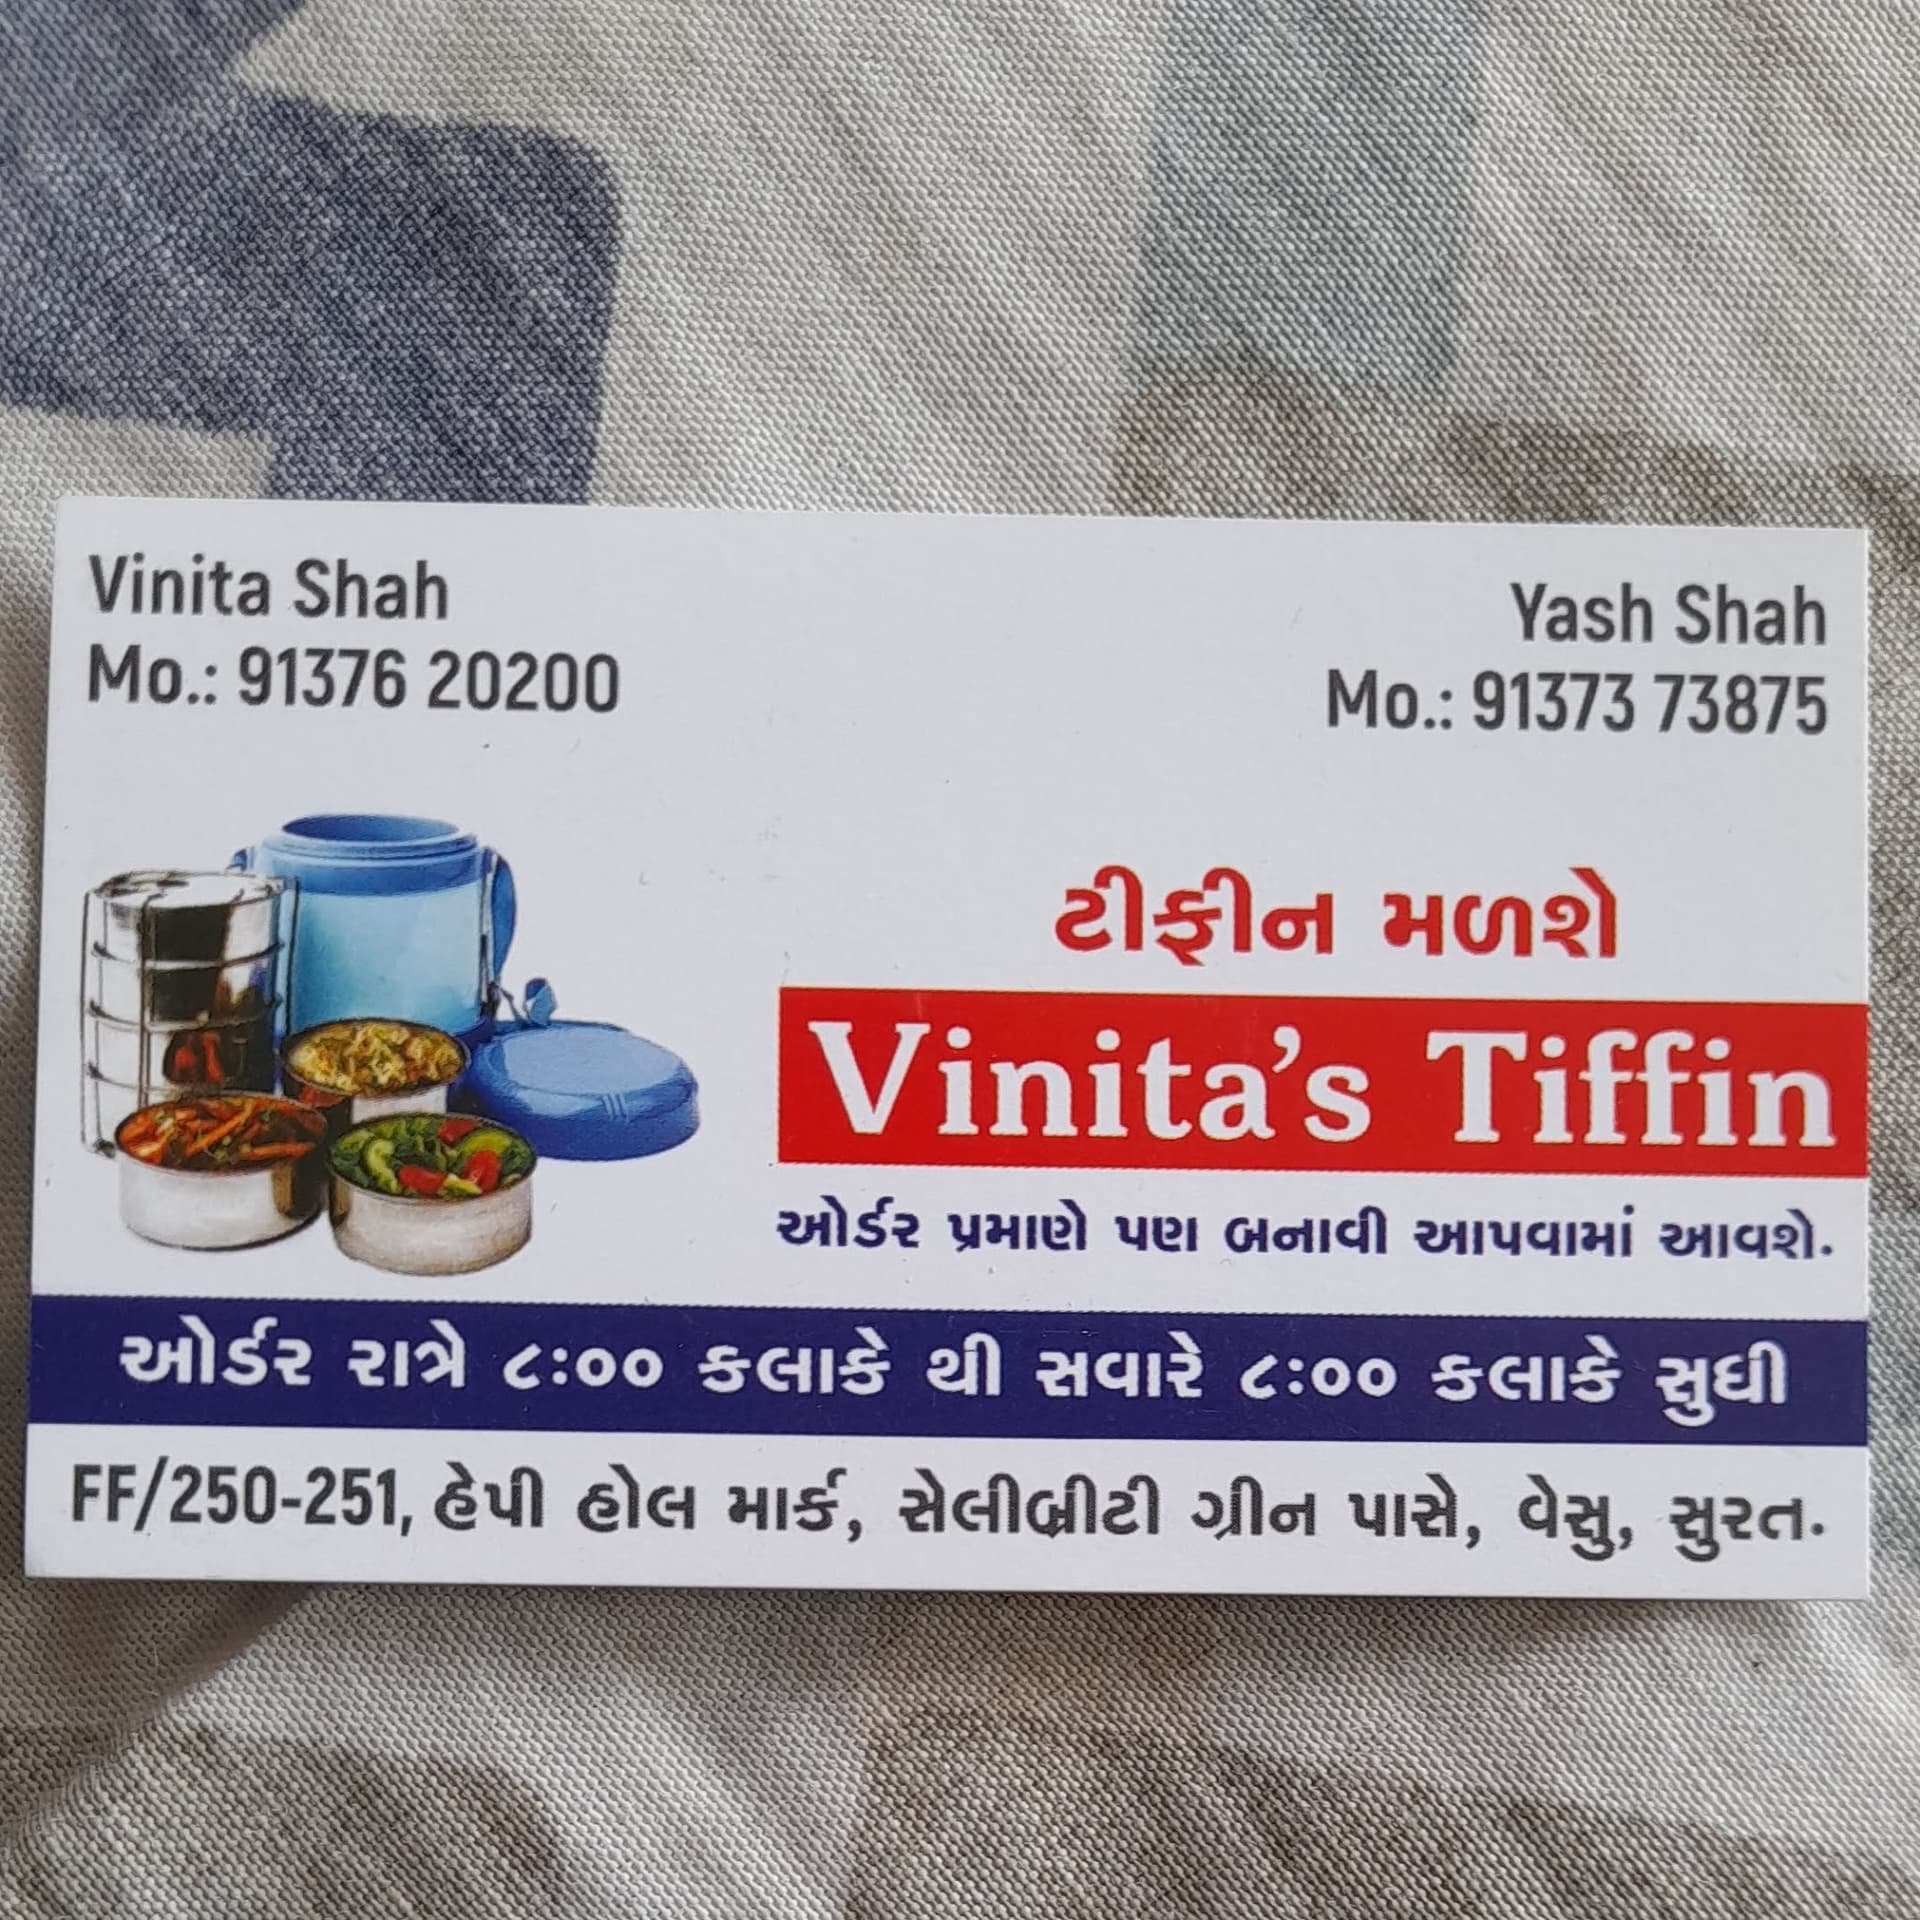 Vinita Shah
Mo.: 91376 20200
Yash Shah
Mo.: 91373 73875
ટીફીન મળશે
Vinita's Tiffin
ઓર્ડર પ્રમાણે પણ બનાવી આપવામાં આવશે.
ઓર્ડર રાત્રે ૮:૦૦ કલાકે થી સવારે ૮:૦૦ કલાકે સુધી
FF/250-251, હેપી હોલ માર્ક, સેલીબ્રીટી ગ્રીન પાસે, વેસુ, સુરત.